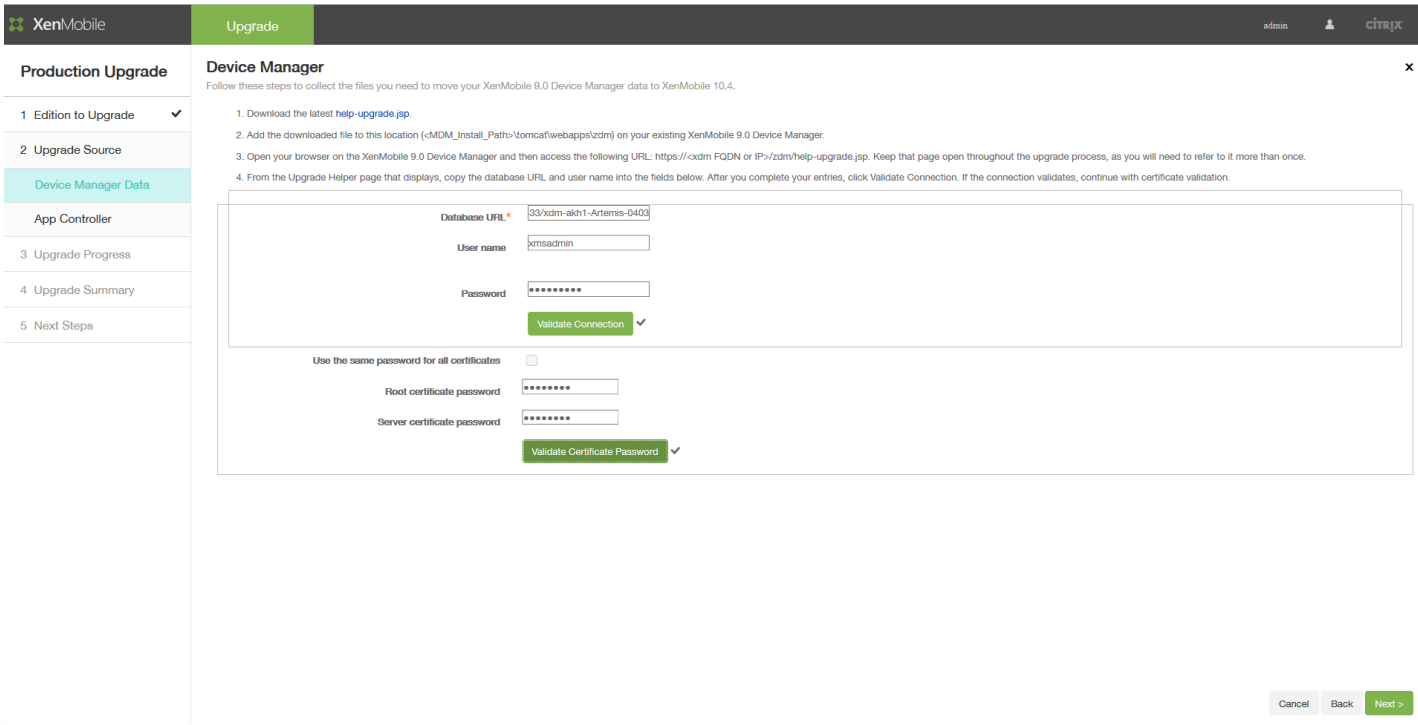 XenMobile
Upgrade
admin
CİTRIX
Production Upgrade
1 Edition to Upgrade
2 Upgrade Source
Device Manager Data
App Controller
3 Upgrade Progress
4 Upgrade Summary
5 Next Steps
Device Manager
Follow these steps to collect the files you need to move your XenMobile 9.0 Device Manager data to XenMobile 10.4.
1. Download the latest help-upgrade.jsp.
2. Add the downloaded file to this location (<MDM_Install_Path>\tomcat\webapps\zdm) on your existing XenMobile 9.0 Device Manager.
3. Open your browser on the XenMobile 9.0 Device Manager and then access the following URL: https://<xdm FQDN or IP>/zdm/help-upgrade.jsp. Keep that page open throughout the upgrade process, as you will need to refer to it more than once.
4. From the Upgrade Helper page that displays, copy the database URL and user name into the fields below. After you complete your entries, click Validate Connection. If the connection validates, continue with certificate validation.
Database URL* 33/xdm-akh1-Artemis-0403
User name xmsadmin
Password •••••••••
Validate Connection
Use the same password for all certificates
Root certificate password ••••••••
Server certificate password ••••••••
Validate Certificate Password
Cancel Back Next >